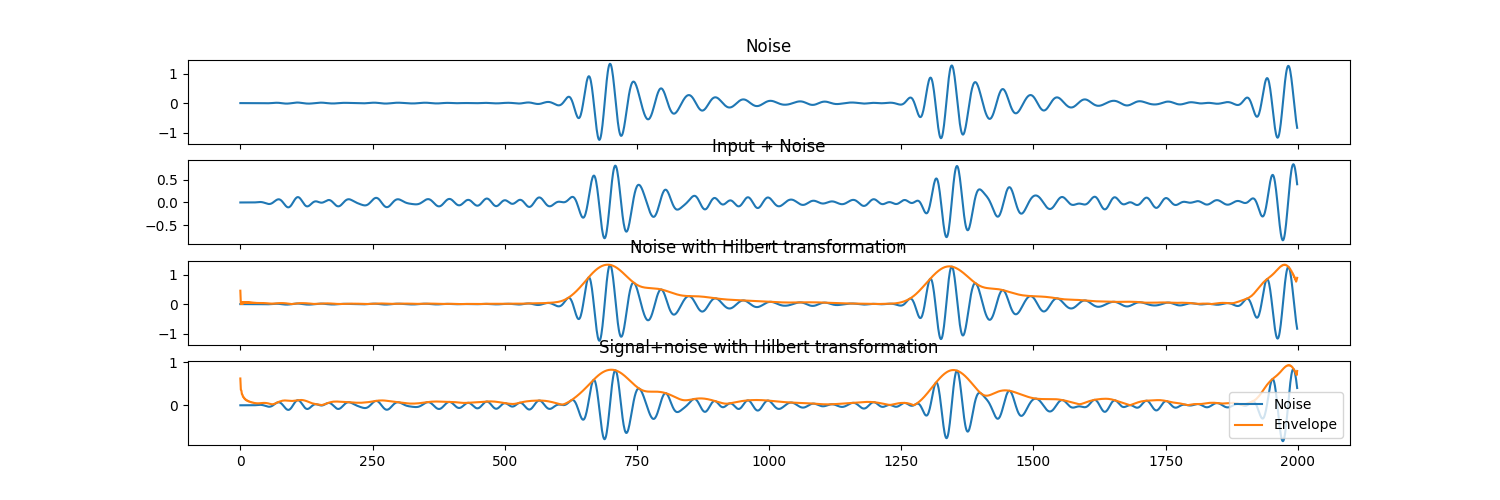 Noise
1
0
−1
Input + Noise
0.5
0.0
−0.5
Noise with Hilbert transformation
1
0
−1
Signal+noise with Hilbert transformation
1
0
Noise
Envelope
0 250 500 750 1000 1250 1500 1750 2000